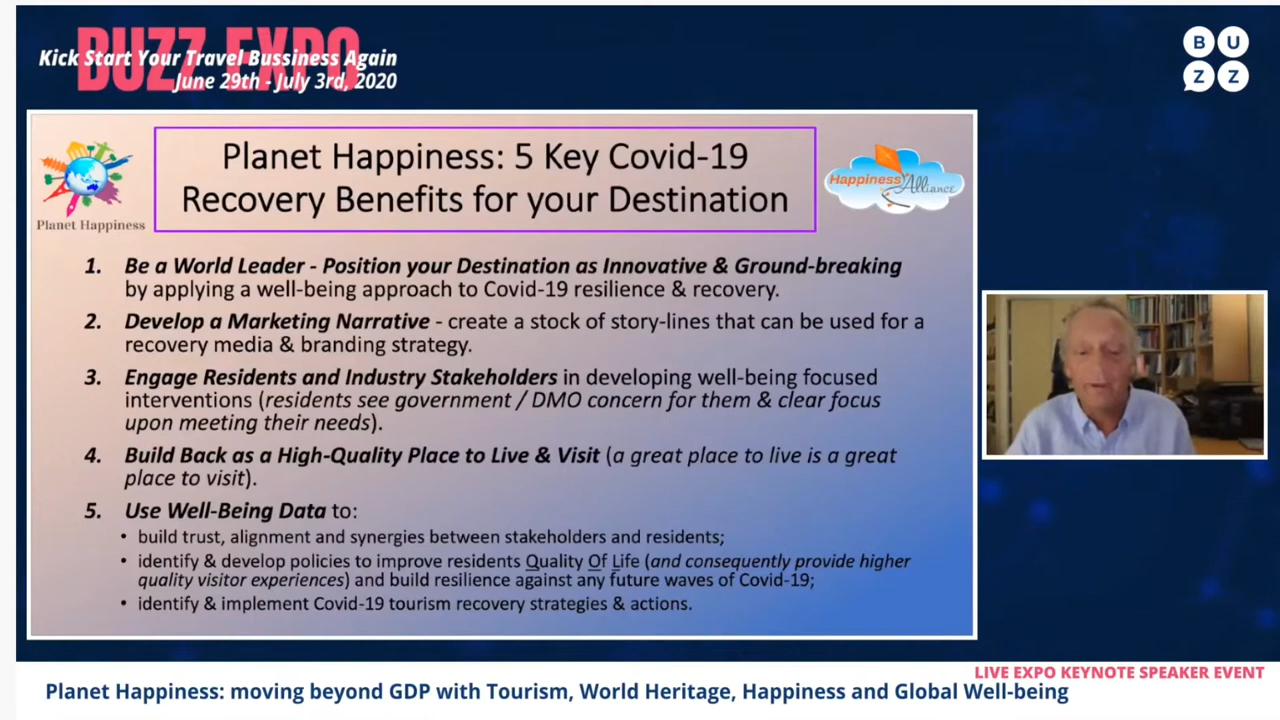 BUZZ EXPO
Kick Start Your Travel Bussiness Again
June 29th - July 3rd, 2020
B U
Z Z
Planet Happiness
Planet Happiness: 5 Key Covid-19
Recovery Benefits for your Destination
Happiness Alliance
1. Be a World Leader - Position your Destination as Innovative & Ground-breaking
by applying a well-being approach to Covid-19 resilience & recovery.
2. Develop a Marketing Narrative - create a stock of story-lines that can be used for a
recovery media & branding strategy.
3. Engage Residents and Industry Stakeholders in developing well-being focused
interventions (residents see government / DMO concern for them & clear focus
upon meeting their needs).
4. Build Back as a High-Quality Place to Live & Visit (a great place to live is a great
place to visit).
5. Use Well-Being Data to:
• build trust, alignment and synergies between stakeholders and residents;
• identify & develop policies to improve residents Quality Of Life (and consequently provide higher
quality visitor experiences) and build resilience against any future waves of Covid-19;
• identify & implement Covid-19 tourism recovery strategies & actions.
LIVE EXPO KEYNOTE SPEAKER EVENT
Planet Happiness: moving beyond GDP with Tourism, World Heritage, Happiness and Global Well-being